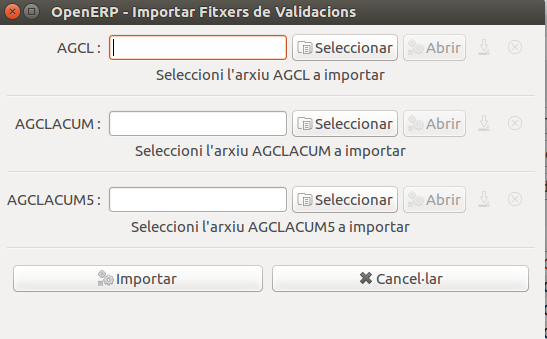 OpenERP - Importar Fitxers de Validacions
AGCL : Seleccionar Abrir
Seleccioni l'arxiu AGCL a importar
AGCLACUM : Seleccionar Abrir
Seleccioni l'arxiu AGCLACUM a importar
AGCLACUM5 : Seleccionar Abrir
Seleccioni l'arxiu AGCLACUM5 a importar
Importar Cancel·lar